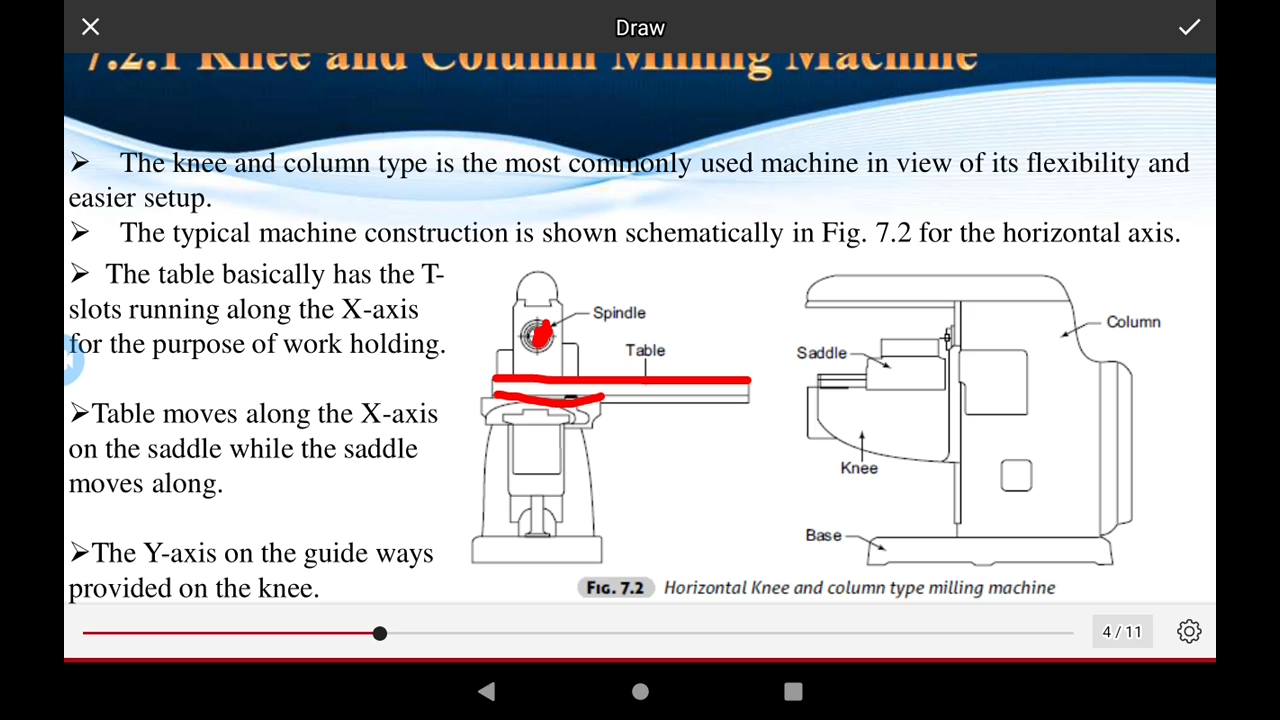 Draw
7.2.1 Knee and Column Milling Machine
➢ The knee and column type is the most commonly used machine in view of its flexibility and
easier setup.
➢ The typical machine construction is shown schematically in Fig. 7.2 for the horizontal axis.
➢ The table basically has the T-
slots running along the X-axis
for the purpose of work holding.
➢Table moves along the X-axis
on the saddle while the saddle
moves along.
➢The Y-axis on the guide ways
provided on the knee.
Spindle
Table
Column
Saddle
Knee
Base
FIG. 7.2 Horizontal Knee and column type milling machine
4 / 11